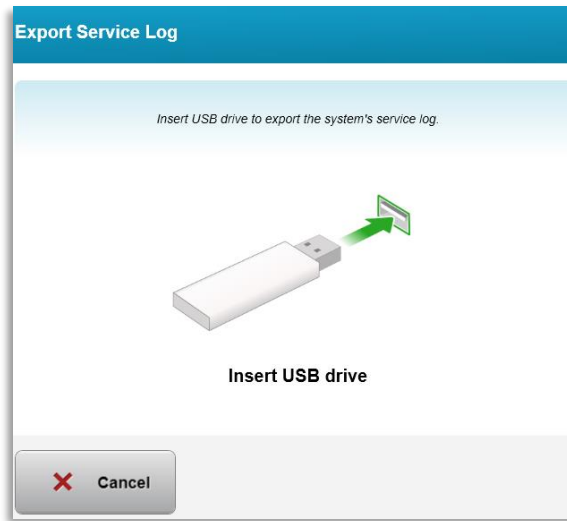 Export Service Log
Insert USB drive to export the system's service log.
Insert USB drive
Cancel